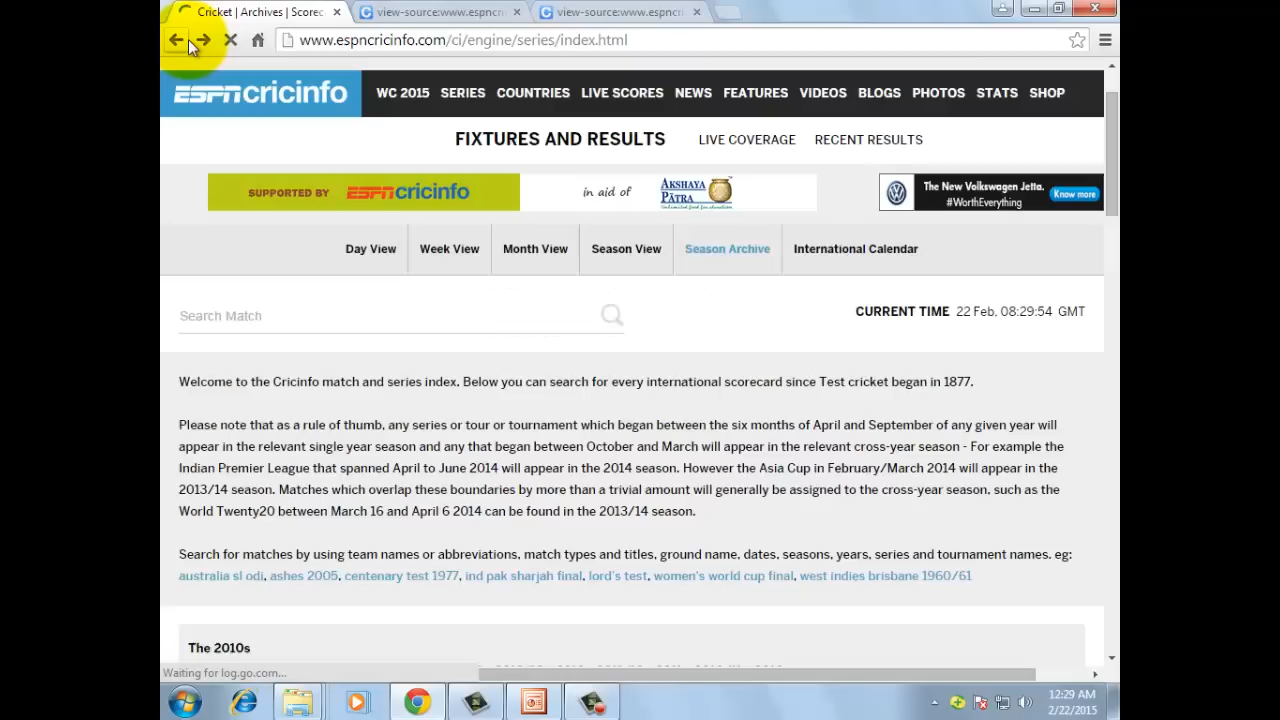 Cricket | Archives | Scorec
view-source:www.espncri
view-source:www.espncri
www.espncricinfo.com/ci/engine/series/index.html
ESPN cricinfo WC 2015 SERIES COUNTRIES LIVE SCORES NEWS FEATURES VIDEOS BLOGS PHOTOS STATS SHOP
FIXTURES AND RESULTS LIVE COVERAGE RECENT RESULTS
SUPPORTED BY ESPN cricinfo in aid of AKSHAYA PĀTRA The New Volkswagen Jetta. #WorthEverything Know more
Day View Week View Month View Season View Season Archive International Calendar
Search Match CURRENT TIME 22 Feb, 08:29:54 GMT
Welcome to the Cricinfo match and series index. Below you can search for every international scorecard since Test cricket began in 1877.
Please note that as a rule of thumb, any series or tour or tournament which began between the six months of April and September of any given year will
appear in the relevant single year season and any that began between October and March will appear in the relevant cross-year season - For example the
Indian Premier League that spanned April to June 2014 will appear in the 2014 season. However the Asia Cup in February/March 2014 will appear in the
2013/14 season. Matches which overlap these boundaries by more than a trivial amount will generally be assigned to the cross-year season, such as the
World Twenty20 between March 16 and April 6 2014 can be found in the 2013/14 season.
Search for matches by using team names or abbreviations, match types and titles, ground name, dates, seasons, years, series and tournament names. eg:
australia sl odi, ashes 2005, centenary test 1977, ind pak sharjah final, lord's test, women's world cup final, west indies brisbane 1960/61
The 2010s
Waiting for log.go.com...
12:29 AM
2/22/2015